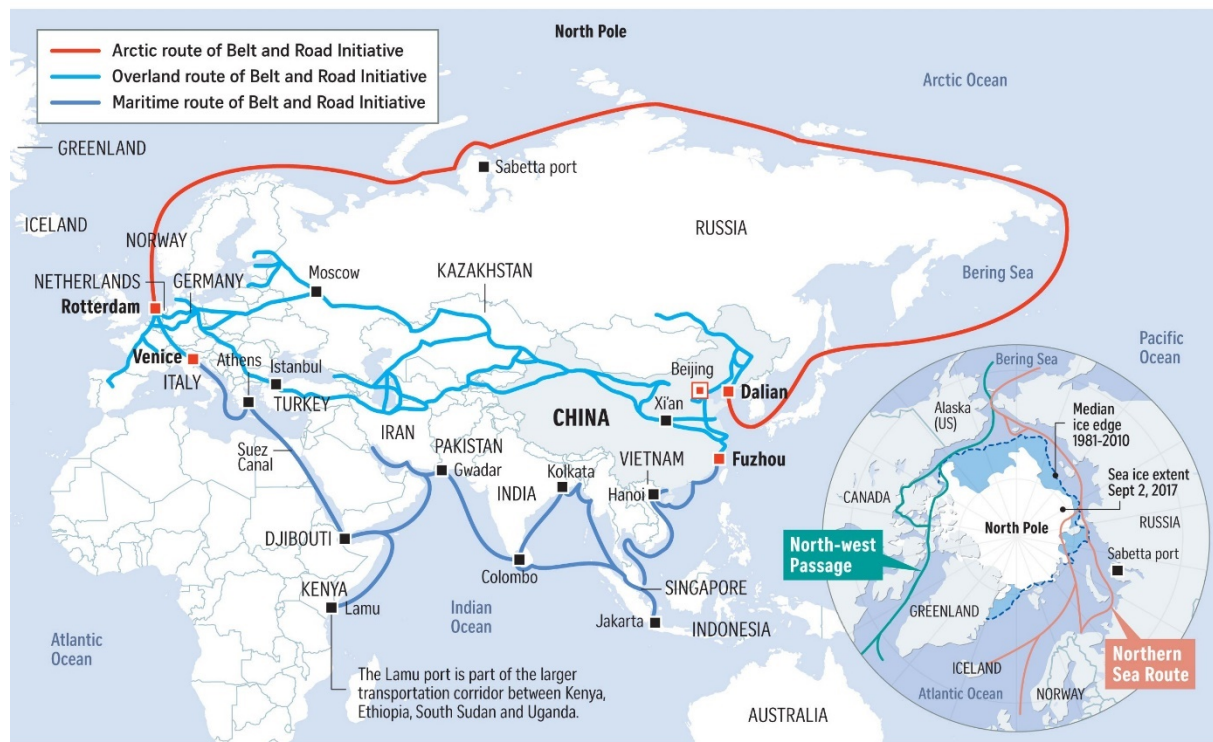 North Pole
Arctic route of Belt and Road Initiative
Overland route of Belt and Road Initiative
Maritime route of Belt and Road Initiative
Arctic Ocean
GREENLAND
Sabetta port
ICELAND
NORWAY
RUSSIA
NETHERLANDS
GERMANY
Moscow
KAZAKHSTAN
Bering Sea
Rotterdam
Pacific
Ocean
Venice
ITALY
Athens
Istanbul
TURKEY
Beijing
Dalian
Xi'an
CHINA
Suez
Canal
IRAN
PAKISTAN
Gwadar
Kolkata
INDIA
VIETNAM
Hanoi
Fuzhou
DJIBOUTI
Colombo
KENYA
Lamu
Indian
Ocean
SINGAPORE
Jakarta
INDONESIA
Atlantic
Ocean
The Lamu port is part of the larger
transportation corridor between Kenya,
Ethiopia, South Sudan and Uganda.
AUSTRALIA
Bering Sea
Alaska
(US)
Median
ice edge
1981-2010
Sea ice extent
Sept 2, 2017
CANADA
North Pole
RUSSIA
North-west
Passage
Sabetta port
GREENLAND
Northern
Sea Route
ICELAND
Atlantic Ocean
NORWAY